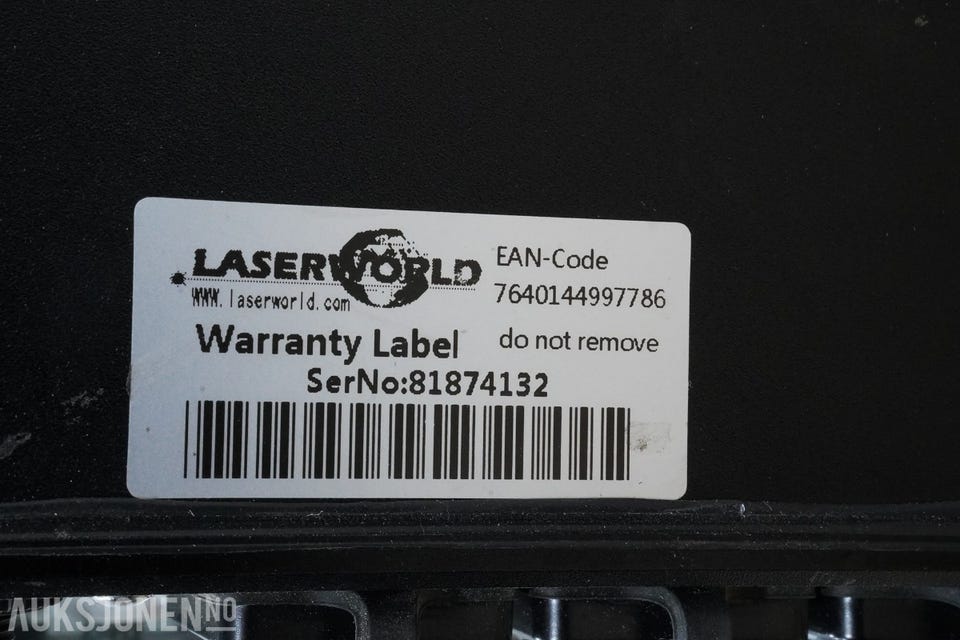 LASERWORLD
www.laserworld.com
EAN-Code
7640144997786
Warranty Label
do not remove
SerNo:81874132
AUKSJONEN.NO